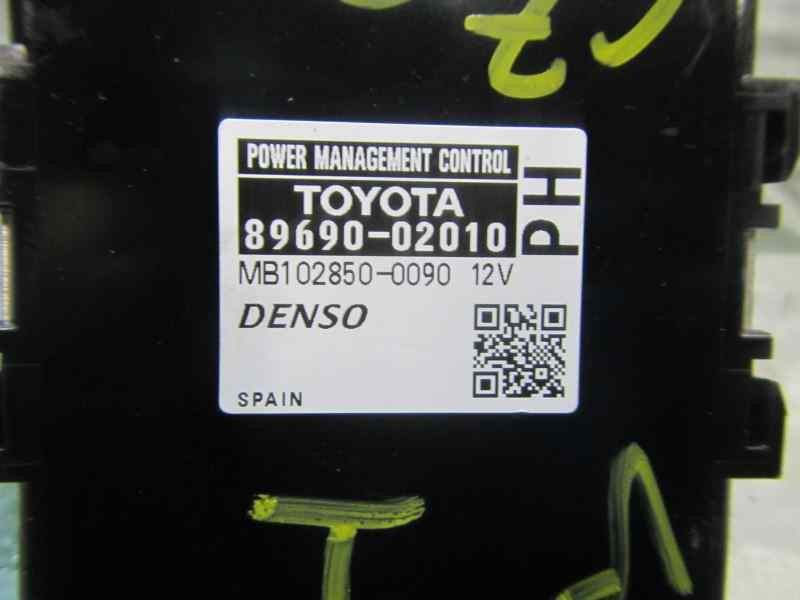 POWER MANAGEMENT CONTROL
TOYOTA
89690-02010
PH
MB102850-0090 12V
DENSO
SPAIN